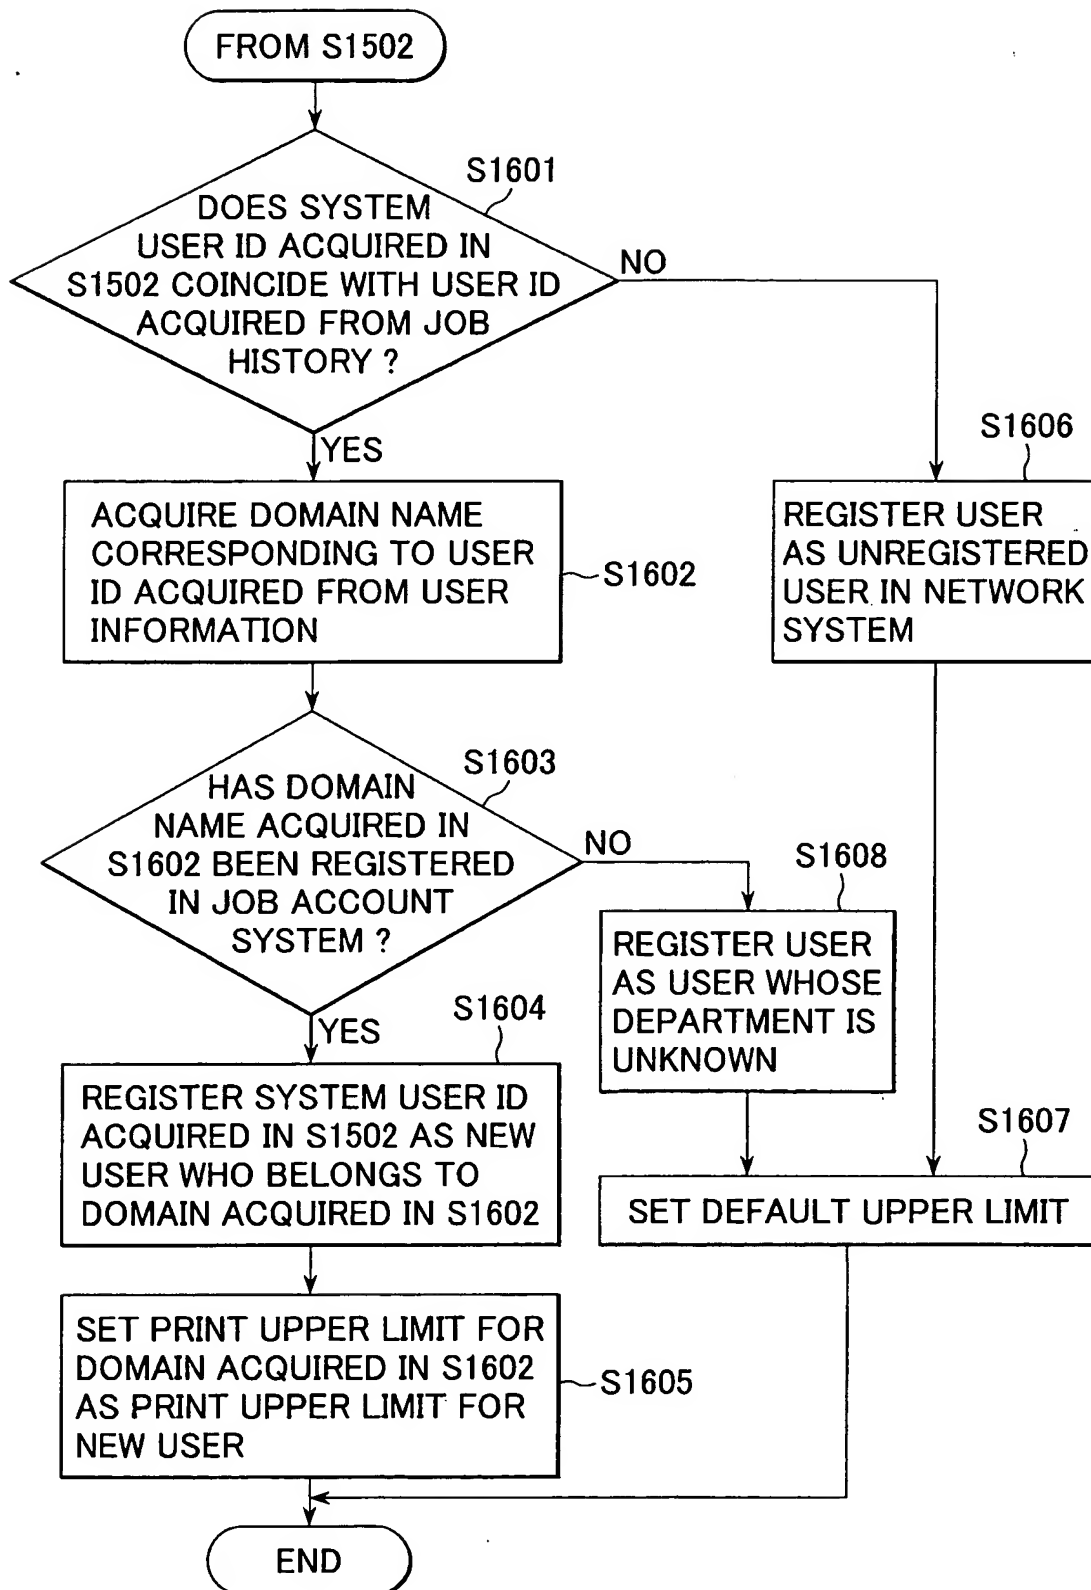 FROM S1502
S1601
DOES SYSTEM
USER ID ACQUIRED IN
S1502 COINCIDE WITH USER ID
ACQUIRED FROM JOB
HISTORY ?
NO
YES
S1606
ACQUIRE DOMAIN NAME
CORRESPONDING TO USER
ID ACQUIRED FROM USER
INFORMATION
S1602
REGISTER USER
AS UNREGISTERED
USER IN NETWORK
SYSTEM
S1603
HAS DOMAIN
NAME ACQUIRED IN
S1602 BEEN REGISTERED
IN JOB ACCOUNT
SYSTEM ?
NO
YES
S1608
REGISTER USER
AS USER WHOSE
DEPARTMENT IS
UNKNOWN
S1604
REGISTER SYSTEM USER ID
ACQUIRED IN S1502 AS NEW
USER WHO BELONGS TO
DOMAIN ACQUIRED IN S1602
S1607
SET DEFAULT UPPER LIMIT
SET PRINT UPPER LIMIT FOR
DOMAIN ACQUIRED IN S1602
AS PRINT UPPER LIMIT FOR
NEW USER
S1605
END